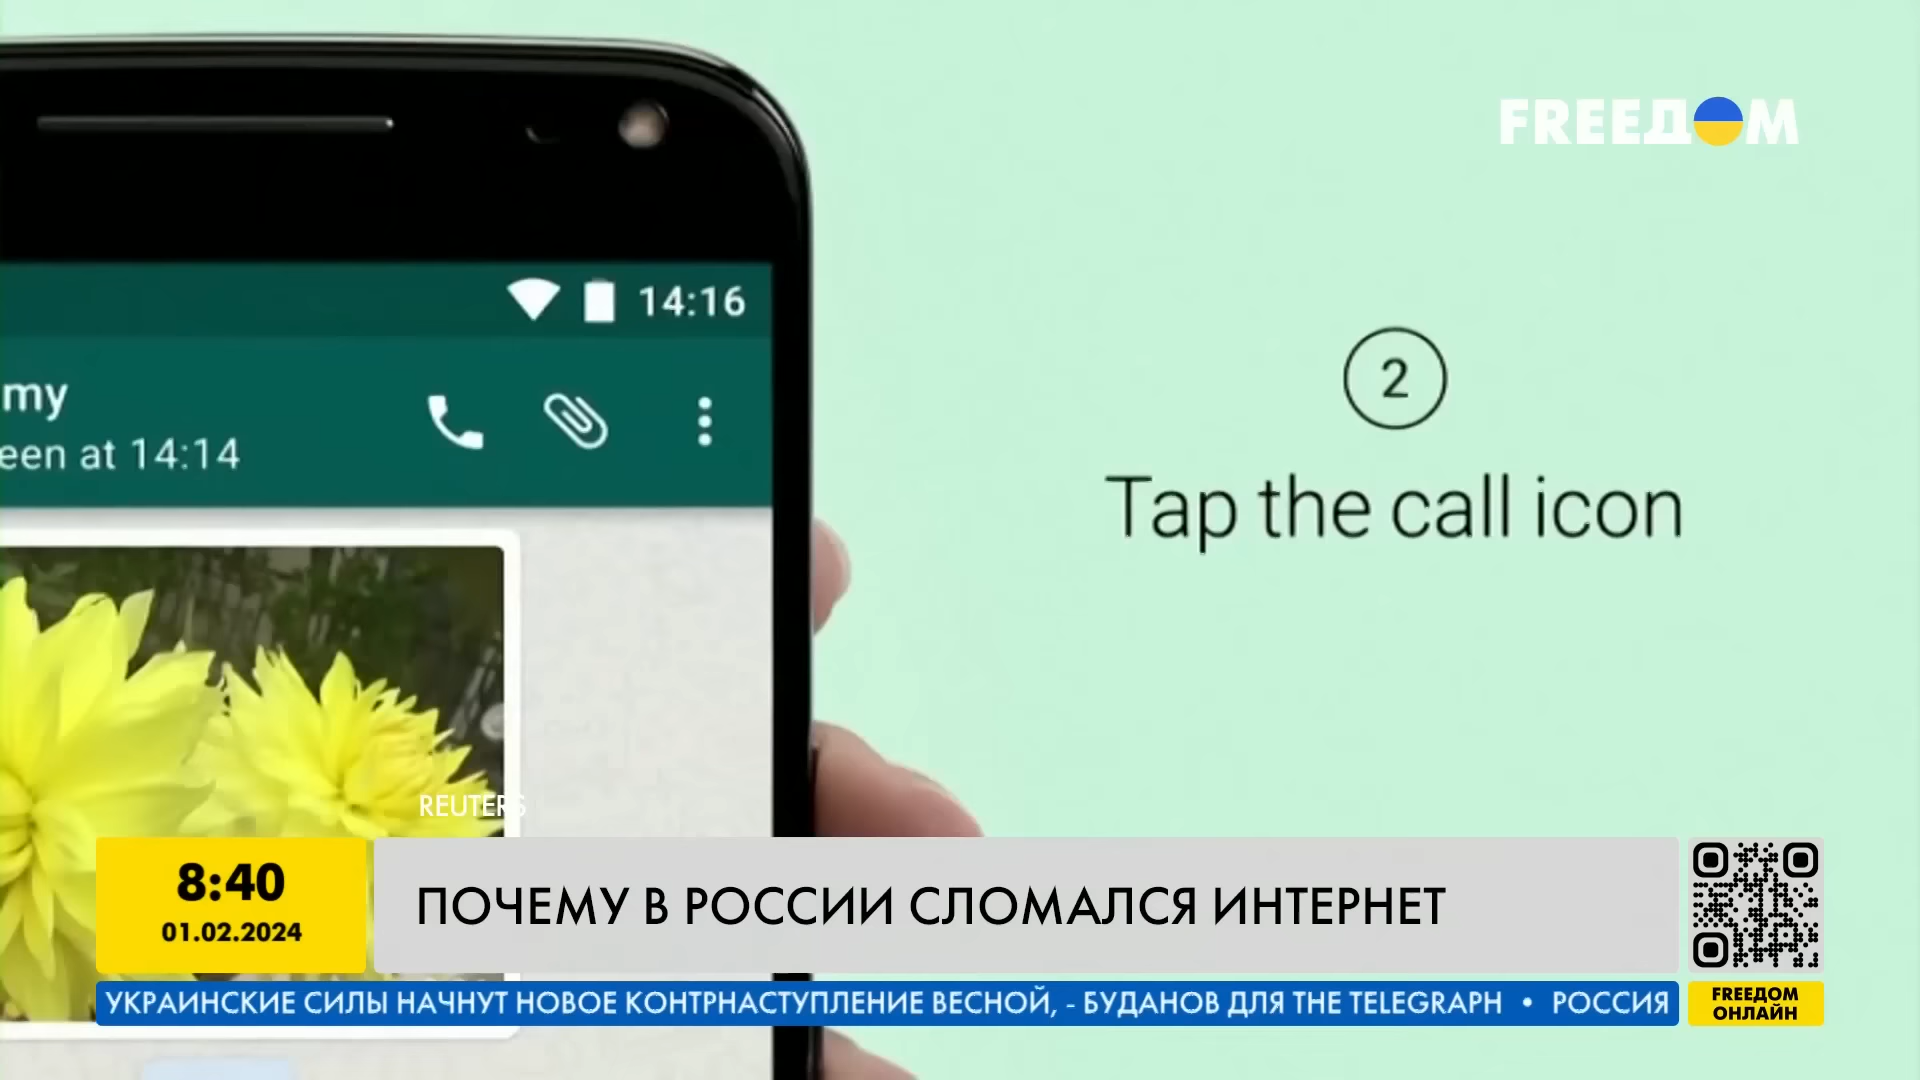 FREEДOM
14:16
my
een at 14:14
2
Tap the call icon
REUTERS
8:40
01.02.2024
ПОЧЕМУ В РОССИИ СЛОМАЛСЯ ИНТЕРНЕТ
УКРАИНСКИЕ СИЛЫ НАЧНУТ НОВОЕ КОНТРНАСТУПЛЕНИЕ ВЕСНОЙ, - БУДАНОВ ДЛЯ THE TELEGRAPH • РОССИЯ
FREEДОМ
ОНЛАЙН